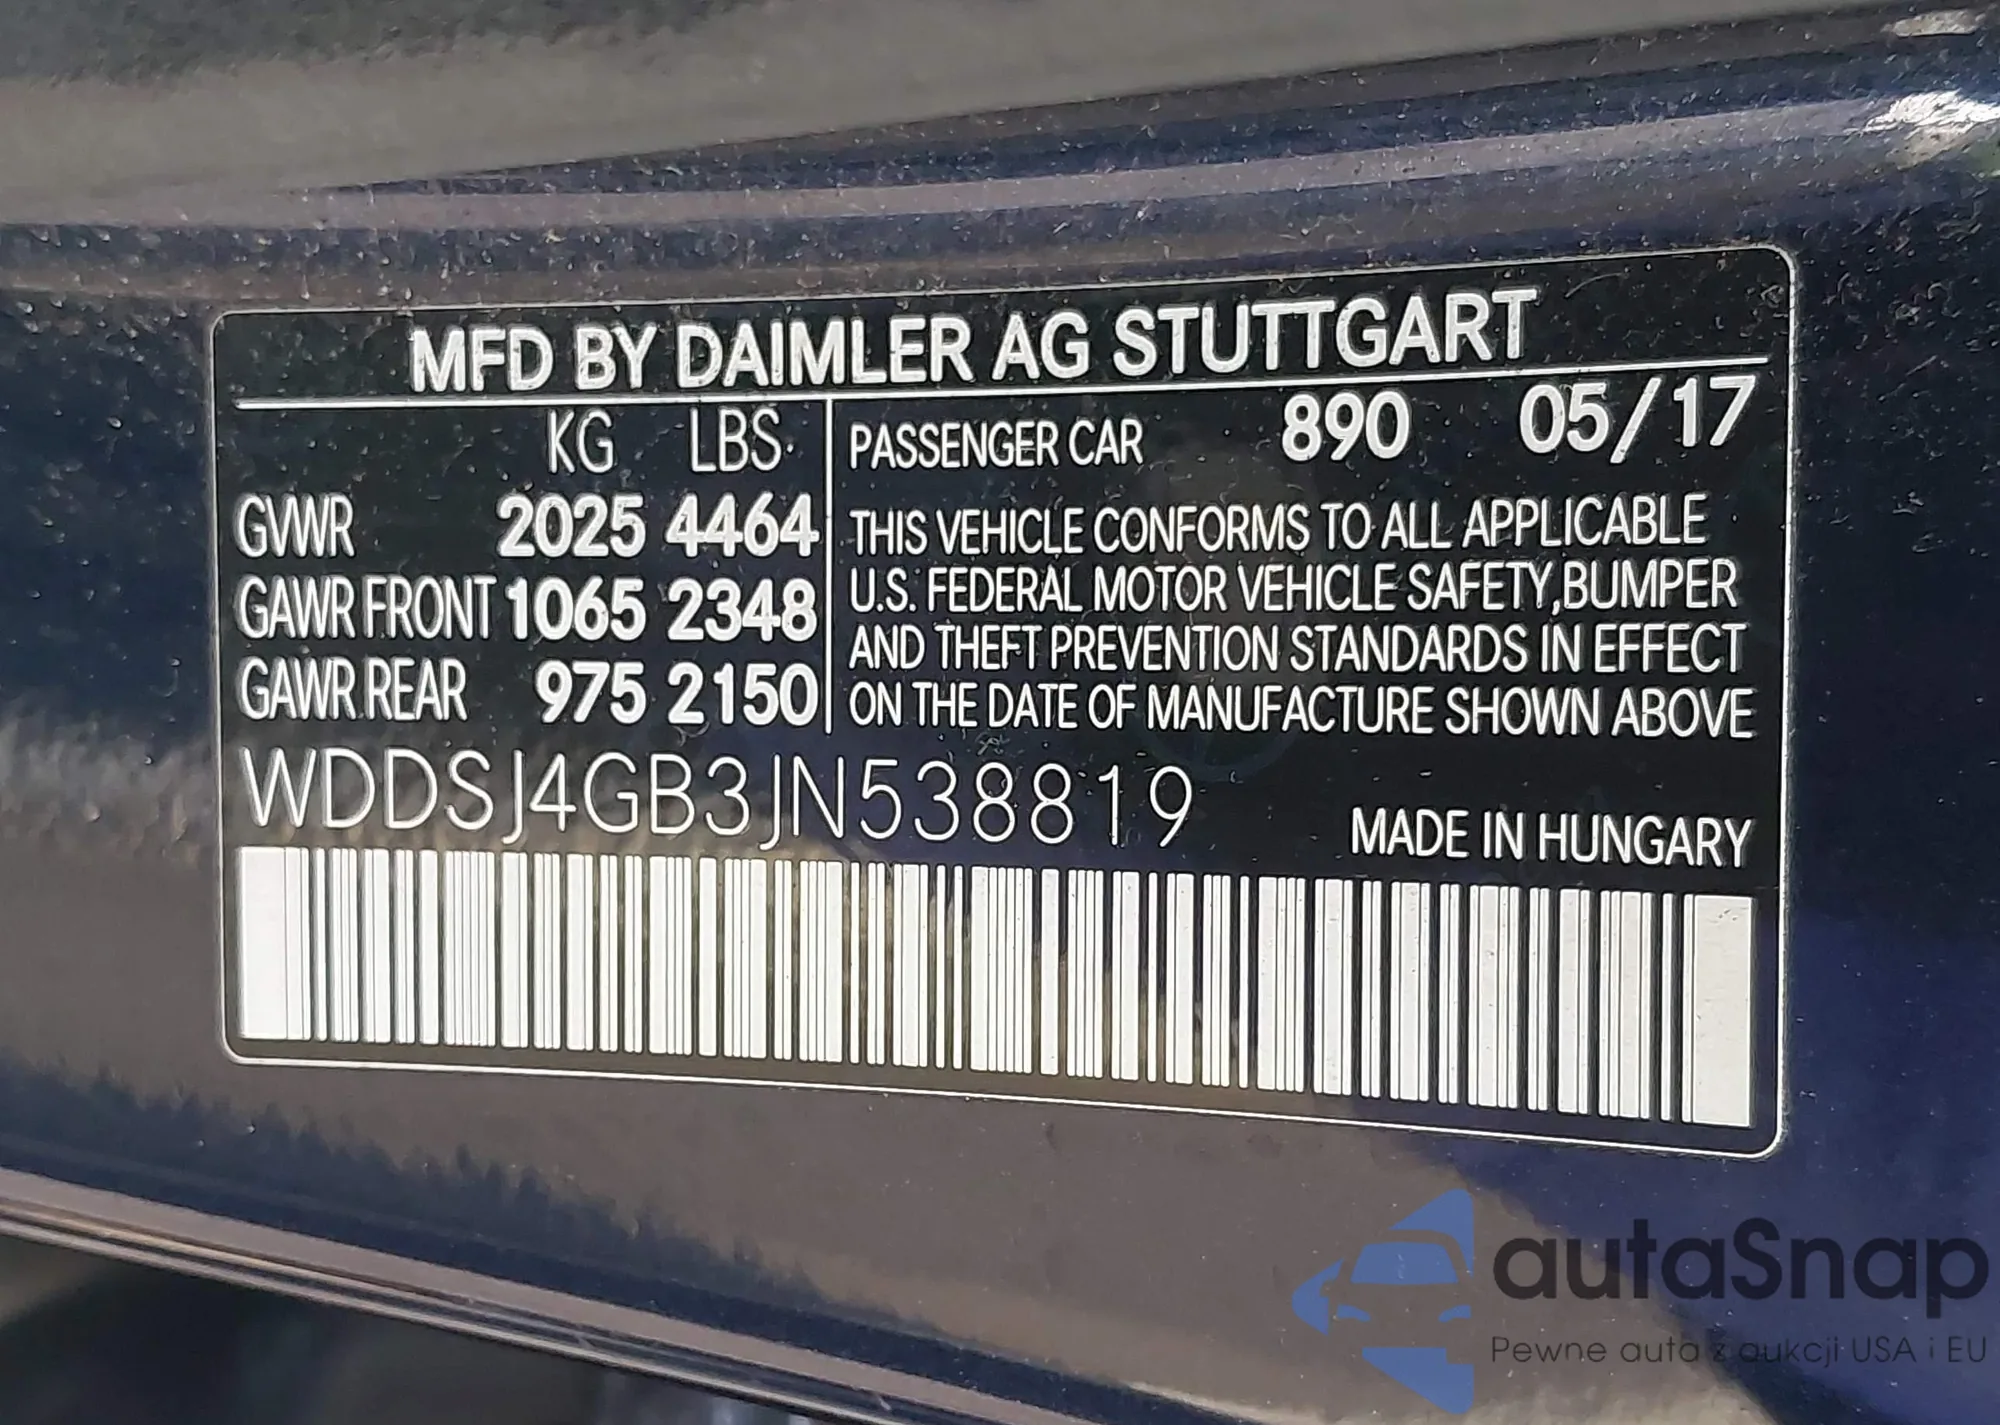 MFD BY DAIMLER AG STUTTGART
KG LBS
GVWR 2025 4464
GAWR FRONT 1065 2348
GAWR REAR 975 2150
PASSENGER CAR 890 05/17
THIS VEHICLE CONFORMS TO ALL APPLICABLE
U.S. FEDERAL MOTOR VEHICLE SAFETY, BUMPER
AND THEFT PREVENTION STANDARDS IN EFFECT
ON THE DATE OF MANUFACTURE SHOWN ABOVE
WDDSJ4GB3JN538819
MADE IN HUNGARY
autaSnap
Pewne auta z aukcji USA i EU